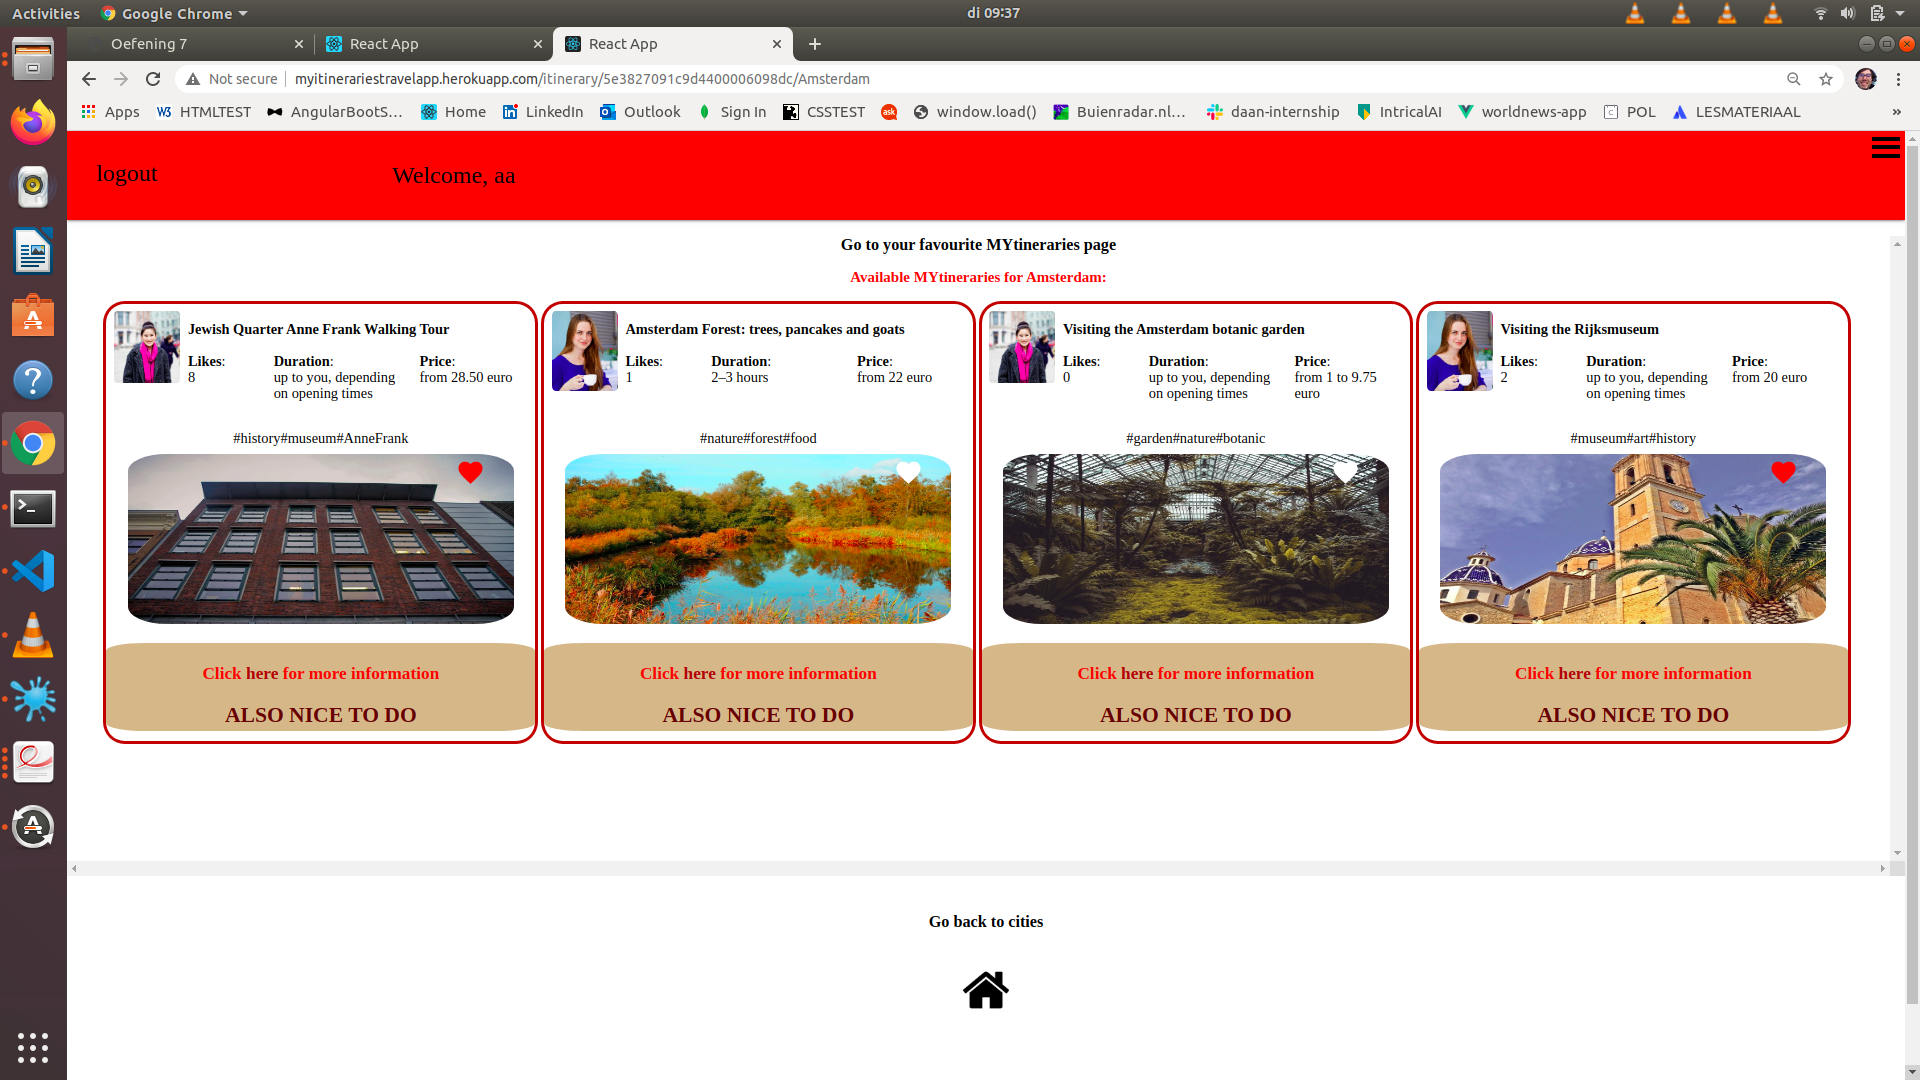 Activities
Google Chrome
di 09:37
Oefening 7
React App
React App
Not secure
myitinerariestravelapp.herokuapp.com/itinerary/5e3827091c9d4400006098dc/Amsterdam
Apps
W3 HTMLTEST
AngularBootS…
Home
LinkedIn
Outlook
Sign In
CSSTEST
ask
window.load()
Buienradar.nl…
daan-internship
IntricalAI
worldnews-app
POL
LESMATERIAAL
»
logout
Welcome, aa
Go to your favourite MYtineraries page
Available MYtineraries for Amsterdam:
Jewish Quarter Anne Frank Walking Tour
Likes:
8
Duration:
up to you, depending
on opening times
Price:
from 28.50 euro
#history#museum#AnneFrank
Click here for more information
ALSO NICE TO DO
Amsterdam Forest: trees, pancakes and goats
Likes:
1
Duration:
2–3 hours
Price:
from 22 euro
#nature#forest#food
Click here for more information
ALSO NICE TO DO
Visiting the Amsterdam botanic garden
Likes:
0
Duration:
up to you, depending
on opening times
Price:
from 1 to 9.75
euro
#garden#nature#botanic
Click here for more information
ALSO NICE TO DO
Visiting the Rijksmuseum
Likes:
2
Duration:
up to you, depending
on opening times
Price:
from 20 euro
#museum#art#history
Click here for more information
ALSO NICE TO DO
Go back to cities